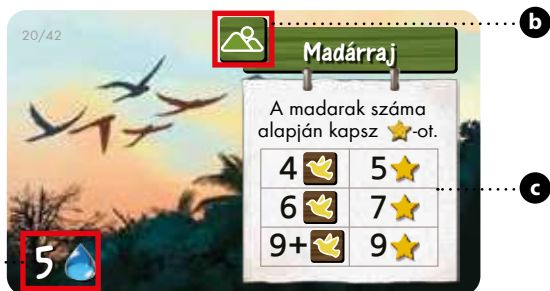 20/42
b
Madárraj
A madarak száma
alapján kapsz -ot.
4 5
6 7
c
9+ 9
5